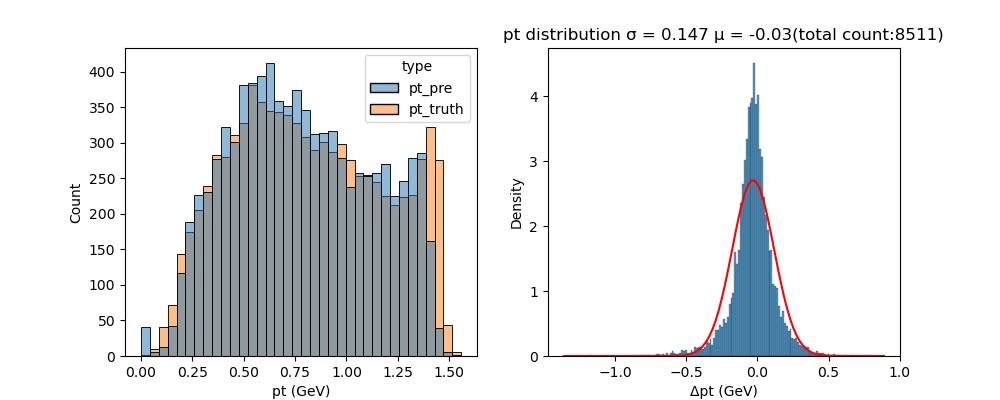 pt distribution σ = 0.147 μ = -0.03(total count:8511)
type
pt_pre
pt_truth
Count
400
350
300
250
200
150
100
50
0
0.00 0.25 0.50 0.75 1.00 1.25 1.50
pt (GeV)
Density
4
3
2
1
0
−1.0 −0.5 0.0 0.5 1.0
Δpt (GeV)